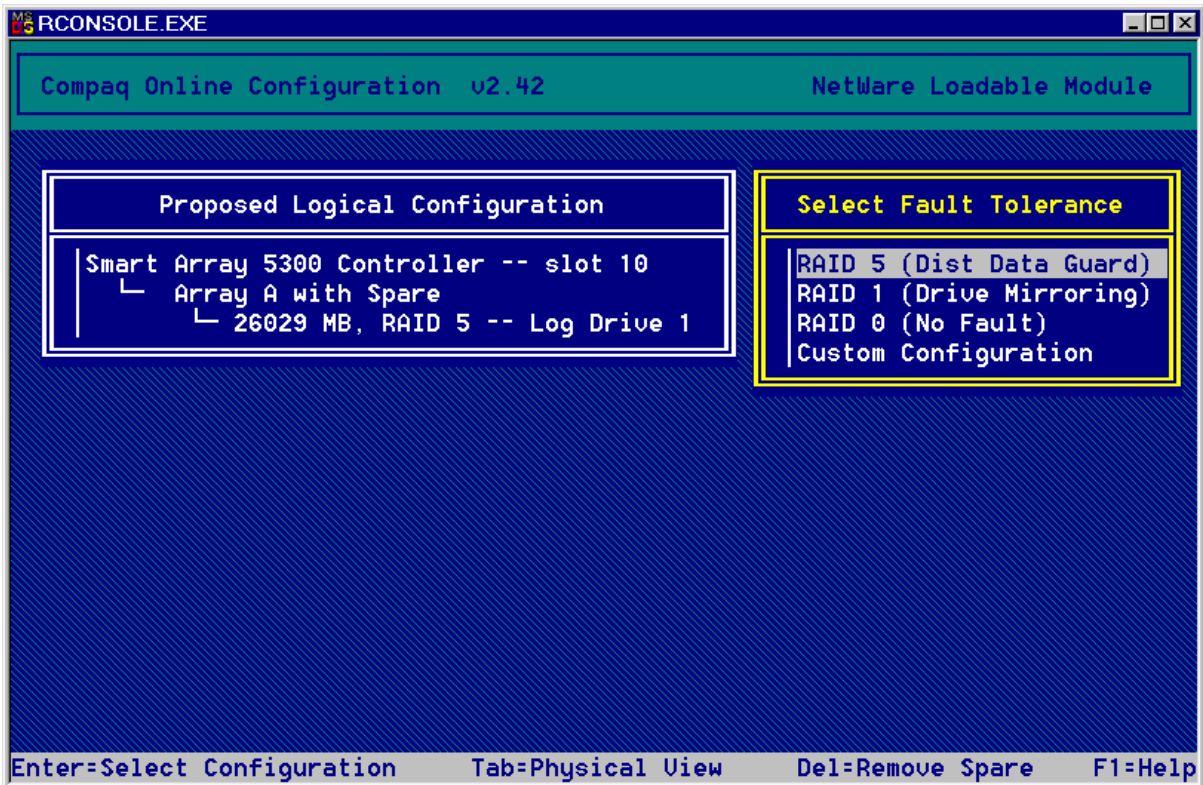 RCONSOLE.EXE
Compaq Online Configuration v2.42 NetWare Loadable Module
Proposed Logical Configuration
Smart Array 5300 Controller -- slot 10
Array A with Spare
26029 MB, RAID 5 -- Log Drive 1
Select Fault Tolerance
RAID 5 (Dist Data Guard)
RAID 1 (Drive Mirroring)
RAID 0 (No Fault)
Custom Configuration
Enter=Select Configuration Tab=Physical View Del=Remove Spare F1=Help